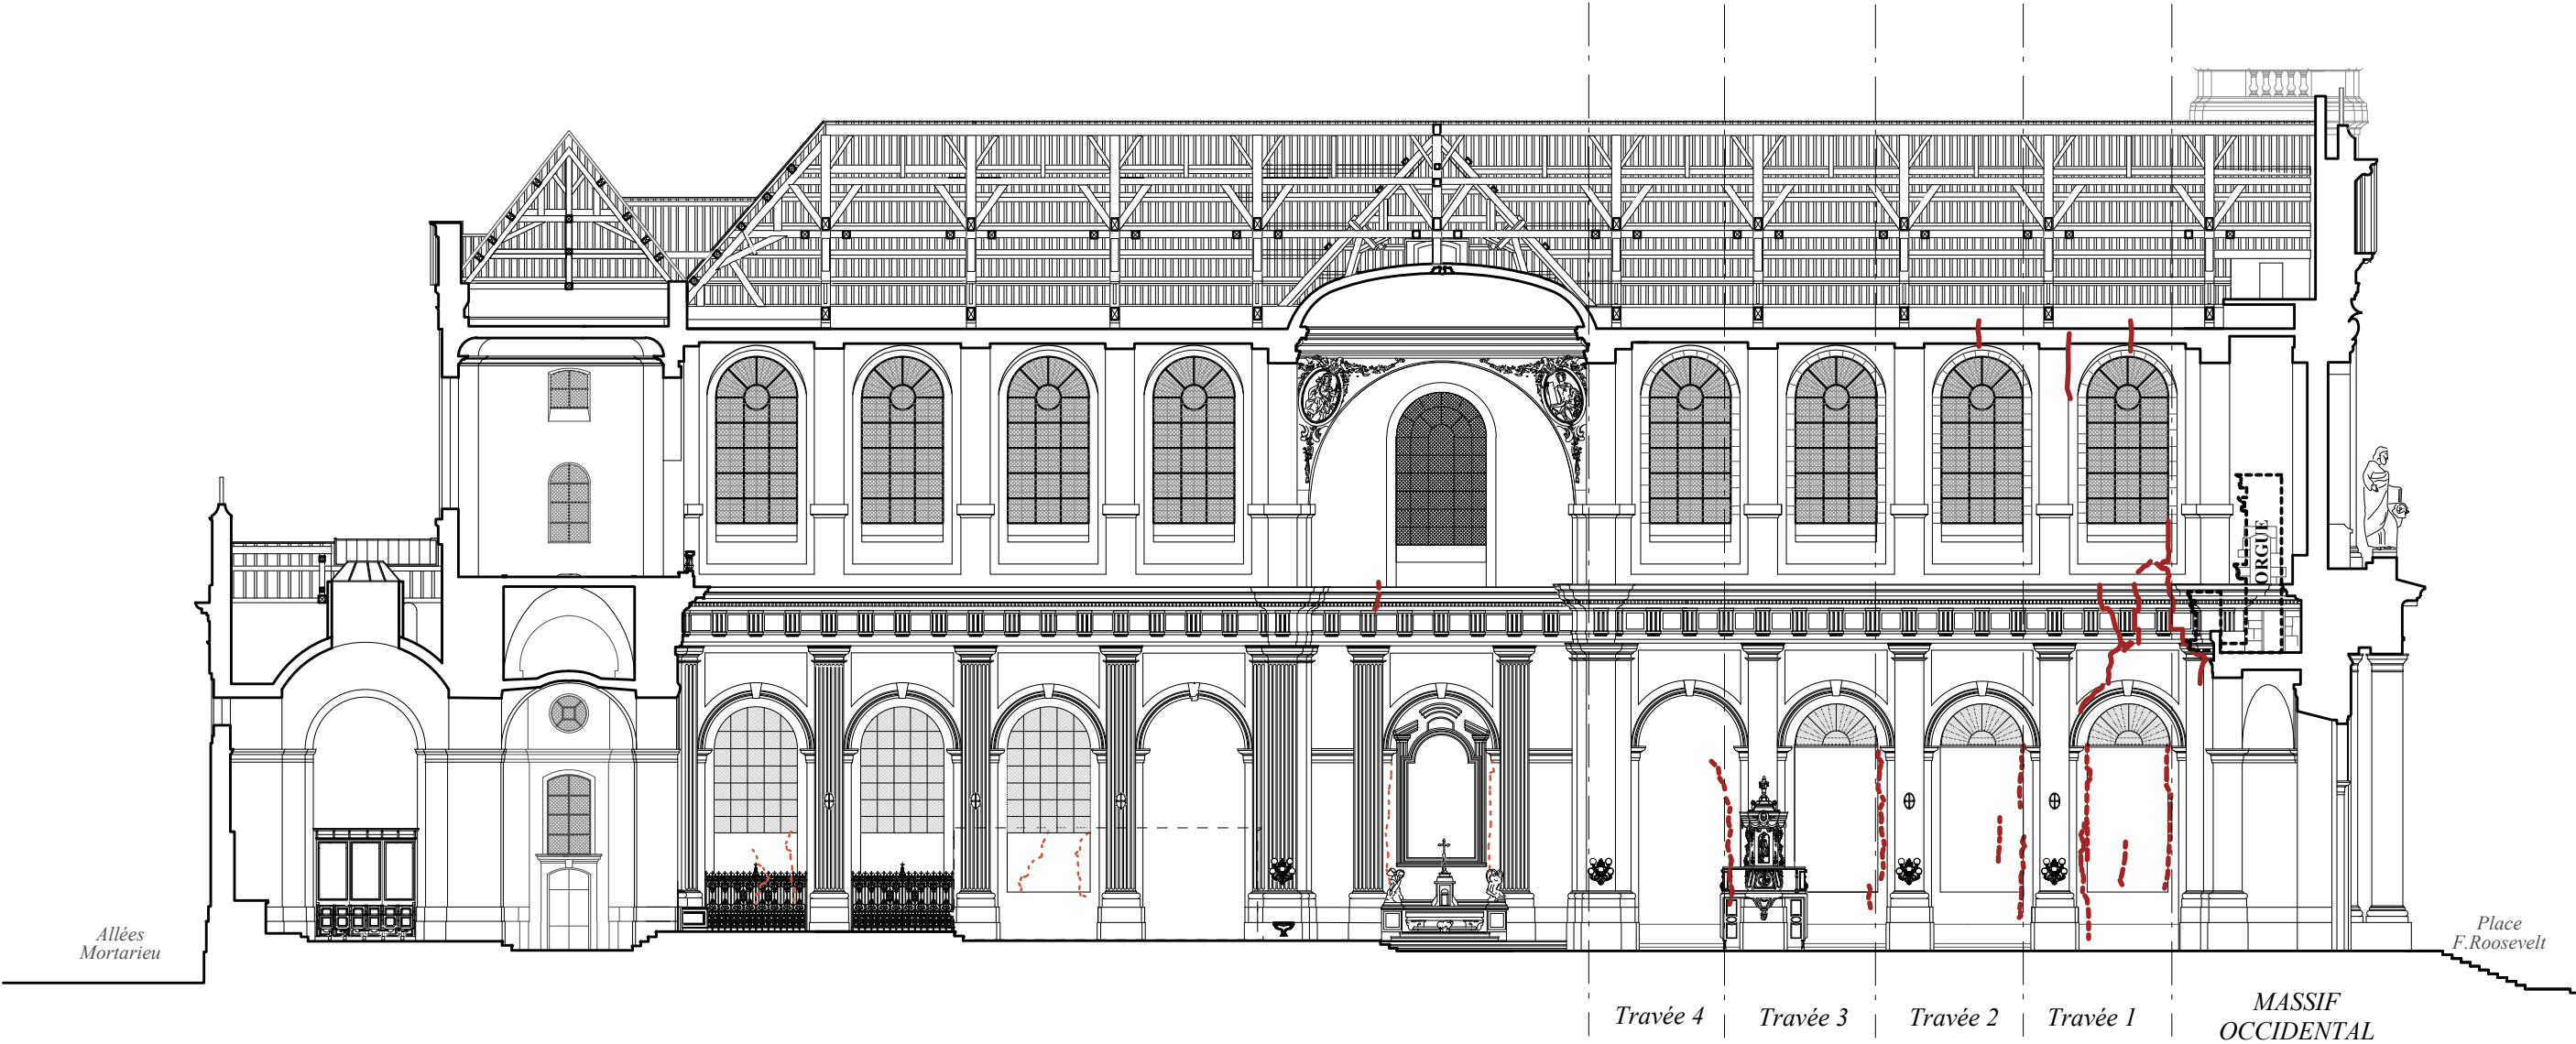 ORGUE
Allées
Mortarieu
Place
F.Roosevelt
Travée 4
Travée 3
Travée 2
Travée 1
MASSIF
OCCIDENTAL